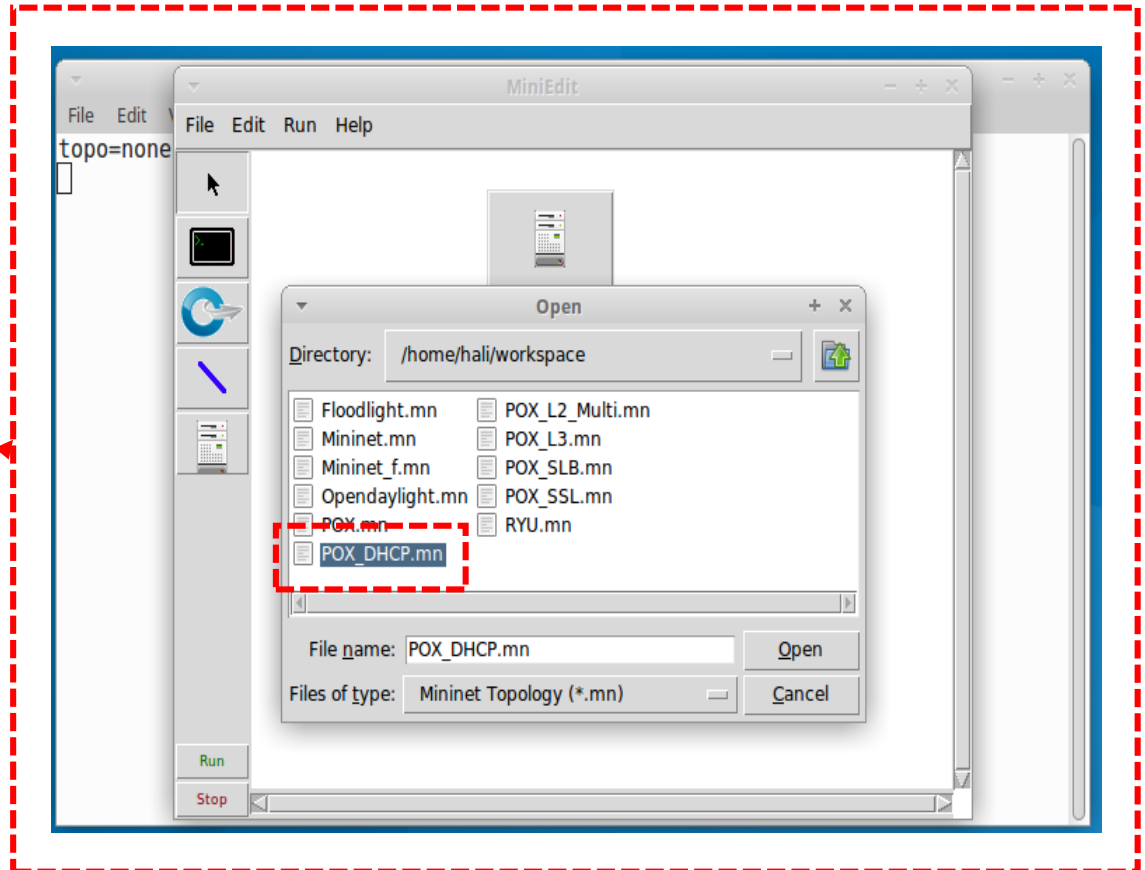 MiniEdit
File Edit
File Edit Run Help
topo=none
Open
Directory: /home/hali/workspace
Floodlight.mn POX_L2_Multi.mn
Mininet.mn POX_L3.mn
Mininet_f.mn POX_SLB.mn
Opendaylight.mn POX_SSL.mn
POX.mn RYU.mn
POX_DHCP.mn
File name: POX_DHCP.mn Open
Files of type: Mininet Topology (*.mn) Cancel
Run
Stop